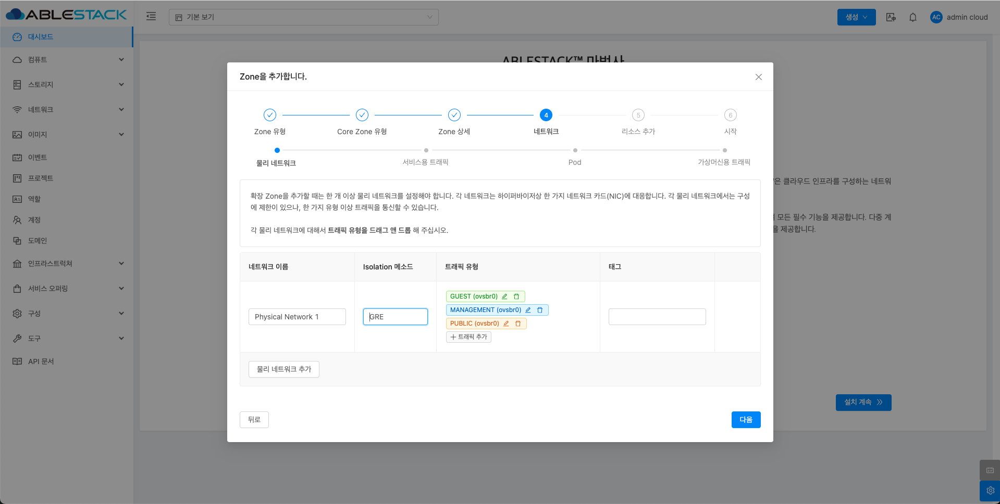 ABLESTACK
기본 보기
생성
AC
admin cloud
대시보드
컴퓨트
스토리지
네트워크
이미지
이벤트
프로젝트
역할
계정
도메인
인프라스트럭쳐
서비스 오퍼링
구성
도구
API 문서
ABLESTACK™ 마법사
Zone을 추가합니다.
4
5
6
Zone 유형
Core Zone 유형
Zone 상세
네트워크
리소스 추가
시작
물리 네트워크
서비스용 트래픽
Pod
가상머신용 트래픽
은 클라우드 인프라를 구성하는 네트워
확장 Zone을 추가할 때는 한 개 이상 물리 네트워크를 설정해야 합니다. 각 네트워크는 하이퍼바이저상 한 가지 네트워크 카드(NIC)에 대응합니다. 각 물리 네트워크에서는 구성
에 제한이 있으나, 한 가지 유형 이상 트래픽을 통신할 수 있습니다.
모든 필수 기능을 제공합니다. 다중 계
을 제공합니다.
각 물리 네트워크에 대해서 트래픽 유형을 드래그 앤 드롭 해 주십시오.
네트워크 이름
Isolation 메소드
트래픽 유형
태그
Physical Network 1
GRE
GUEST (ovsbr0)
MANAGEMENT (ovsbr0)
PUBLIC (ovsbr0)
트래픽 추가
물리 네트워크 추가
설치 계속
뒤로
다음